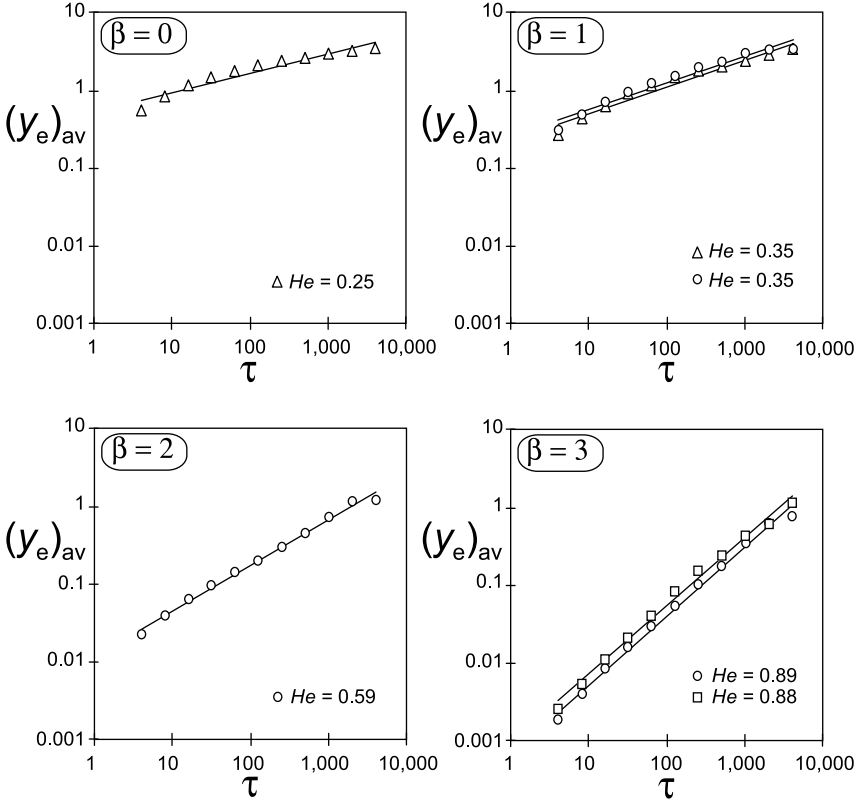 β = 0
10
1
0.1
0.01
0.001
(ye)av
△ He = 0.25
1 10 100 1,000 10,000
τ
β = 1
10
1
0.1
0.01
0.001
(ye)av
△ He = 0.35
○ He = 0.35
1 10 100 1,000 10,000
τ
β = 2
10
1
0.1
0.01
0.001
(ye)av
○ He = 0.59
1 10 100 1,000 10,000
τ
β = 3
10
1
0.1
0.01
0.001
(ye)av
○ He = 0.89
□ He = 0.88
1 10 100 1,000 10,000
τ